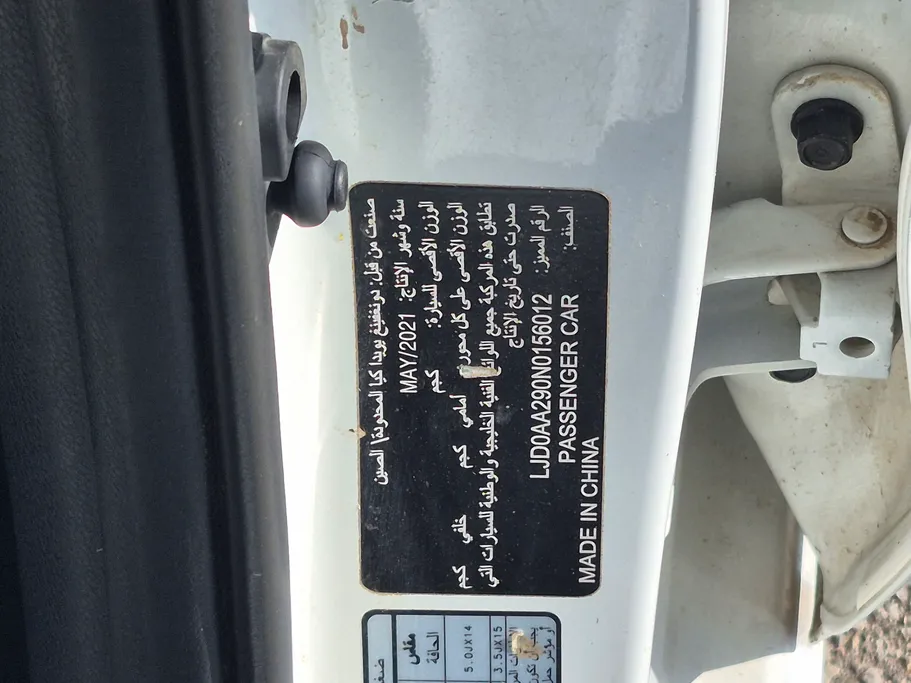 صنعت من قبل: دونغفينغ يويدا كيا المحدودة\ الصين
سنة وشهر الإنتاج: MAY/2021
الوزن الأقصى للسيارة: كجم
الوزن الأقصى على كل محور: أمامي كجم خلفي كجم
تطابق هذه المركبة جميع اللوائح الفنية الخليجية والوطنية للسيارات التي
صدرت حتى تاريخ الإنتاج
الرقم المميز: LJD0AA290N0156012
الصنف: PASSENGER CAR
MADE IN CHINA
مقاس
الحافة
5.0JX14
3.5JX15